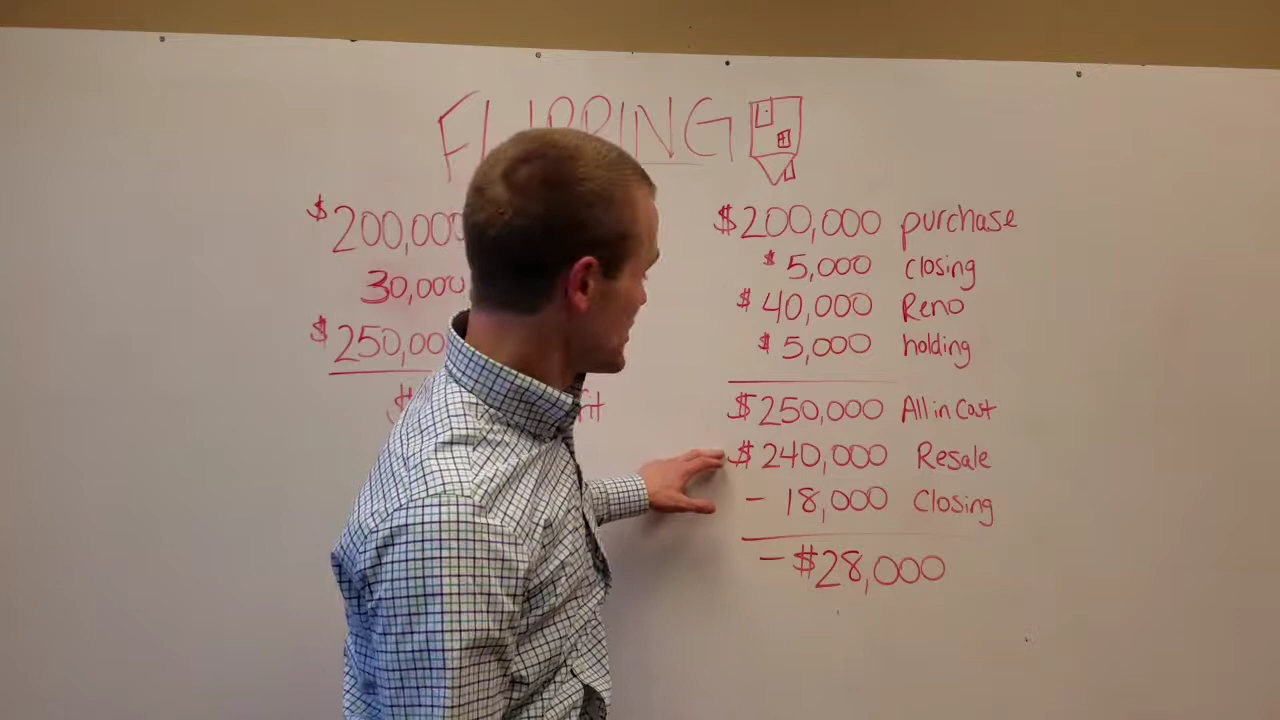 FLIPPING
$200,000
30,000
$250,00
$200,000 purchase
$5,000 closing
$40,000 Reno
$5,000 holding
$250,000 All in Cost
$240,000 Resale
- 18,000 Closing
- $28,000